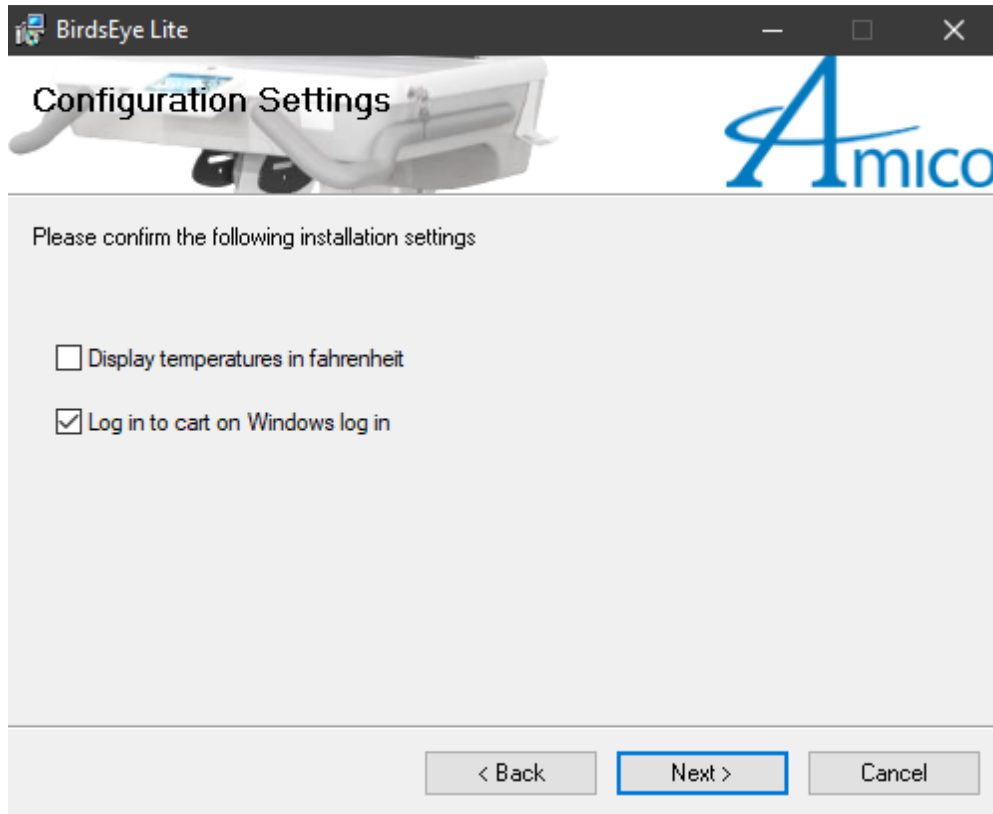 BirdsEye Lite
Configuration Settings
Amico
Please confirm the following installation settings
Display temperatures in fahrenheit
Log in to cart on Windows log in
< Back
Next >
Cancel